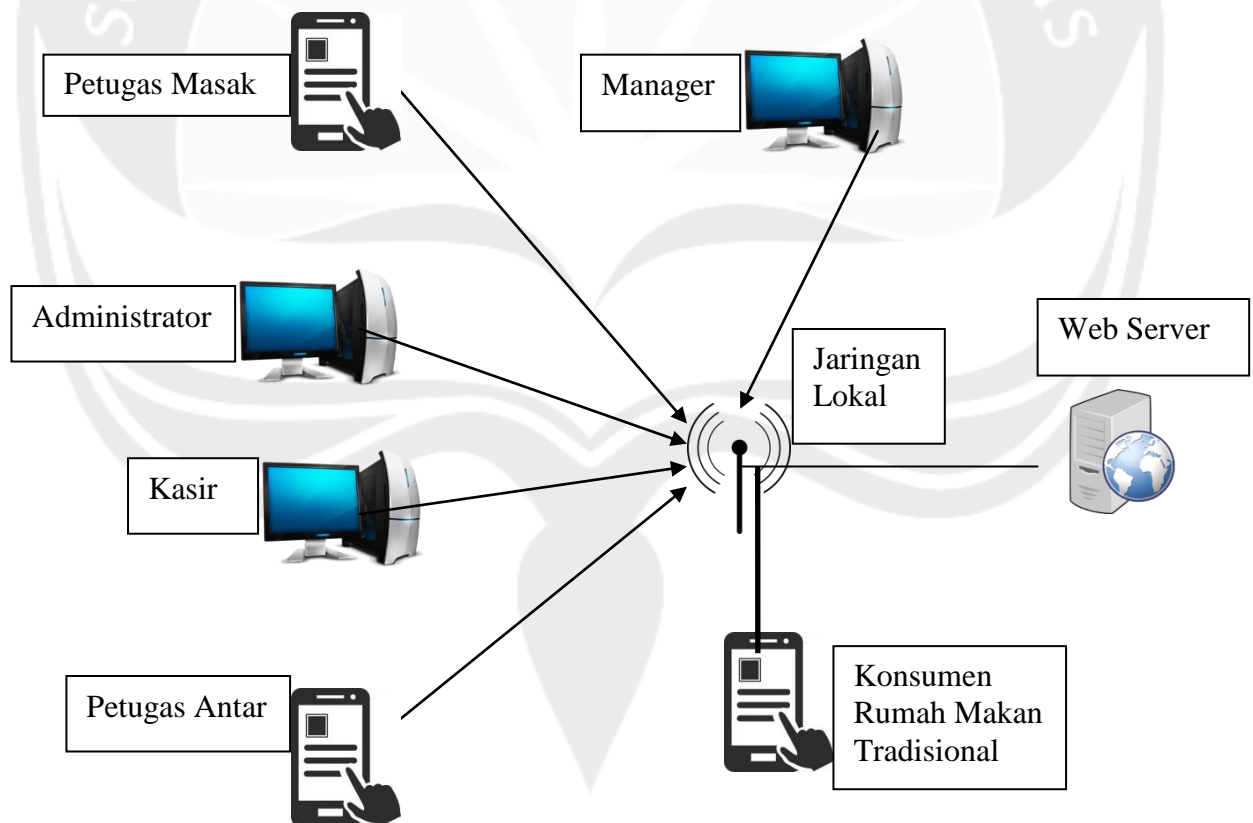 Petugas Masak
Manager
Administrator
Web Server
Jaringan
Lokal
Kasir
Petugas Antar
Konsumen
Rumah Makan
Tradisional